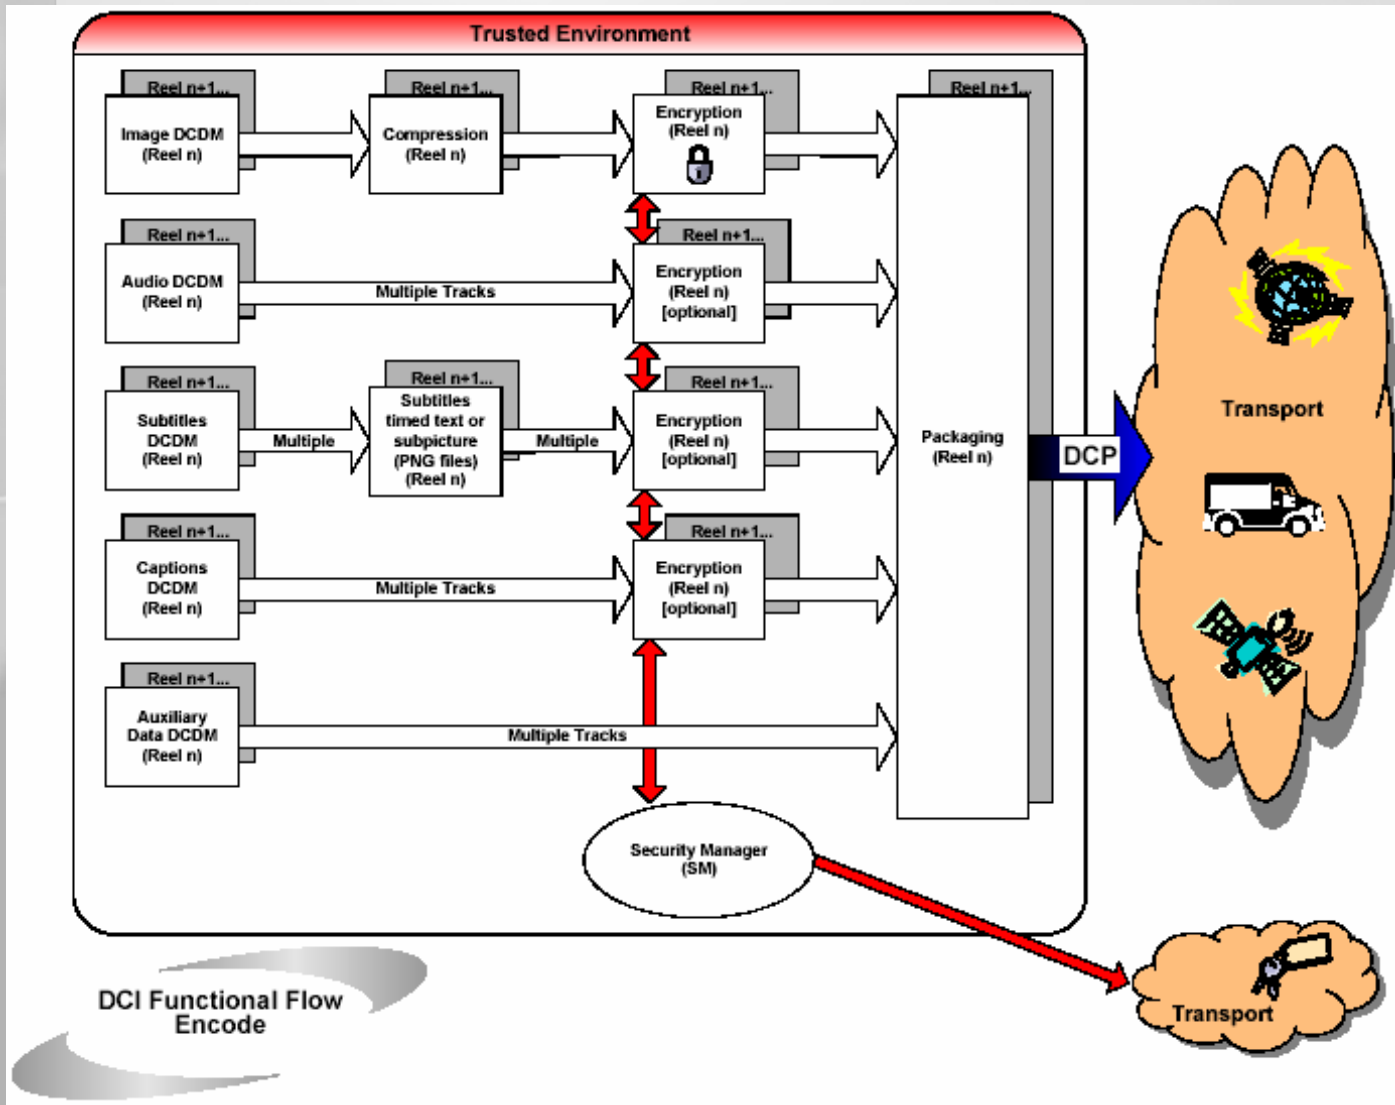 Trusted Environment
Reel n+1...
Image DCDM
(Reel n)
Reel n+1...
Compression
(Reel n)
Reel n+1...
Encryption
(Reel n)
Reel n+1...
Packaging
(Reel n)
Reel n+1...
Audio DCDM
(Reel n)
Multiple Tracks
Reel n+1...
Encryption
(Reel n)
[optional]
Reel n+1...
Subtitles
DCDM
(Reel n)
Multiple
Reel n+1...
Subtitles
timed text or
subpicture
(PNG files)
(Reel n)
Multiple
Reel n+1...
Encryption
(Reel n)
[optional]
DCP
Transport
Reel n+1...
Captions
DCDM
(Reel n)
Multiple Tracks
Reel n+1...
Encryption
(Reel n)
[optional]
Reel n+1...
Auxiliary
Data DCDM
(Reel n)
Multiple Tracks
Security Manager
(SM)
Transport
DCI Functional Flow
Encode